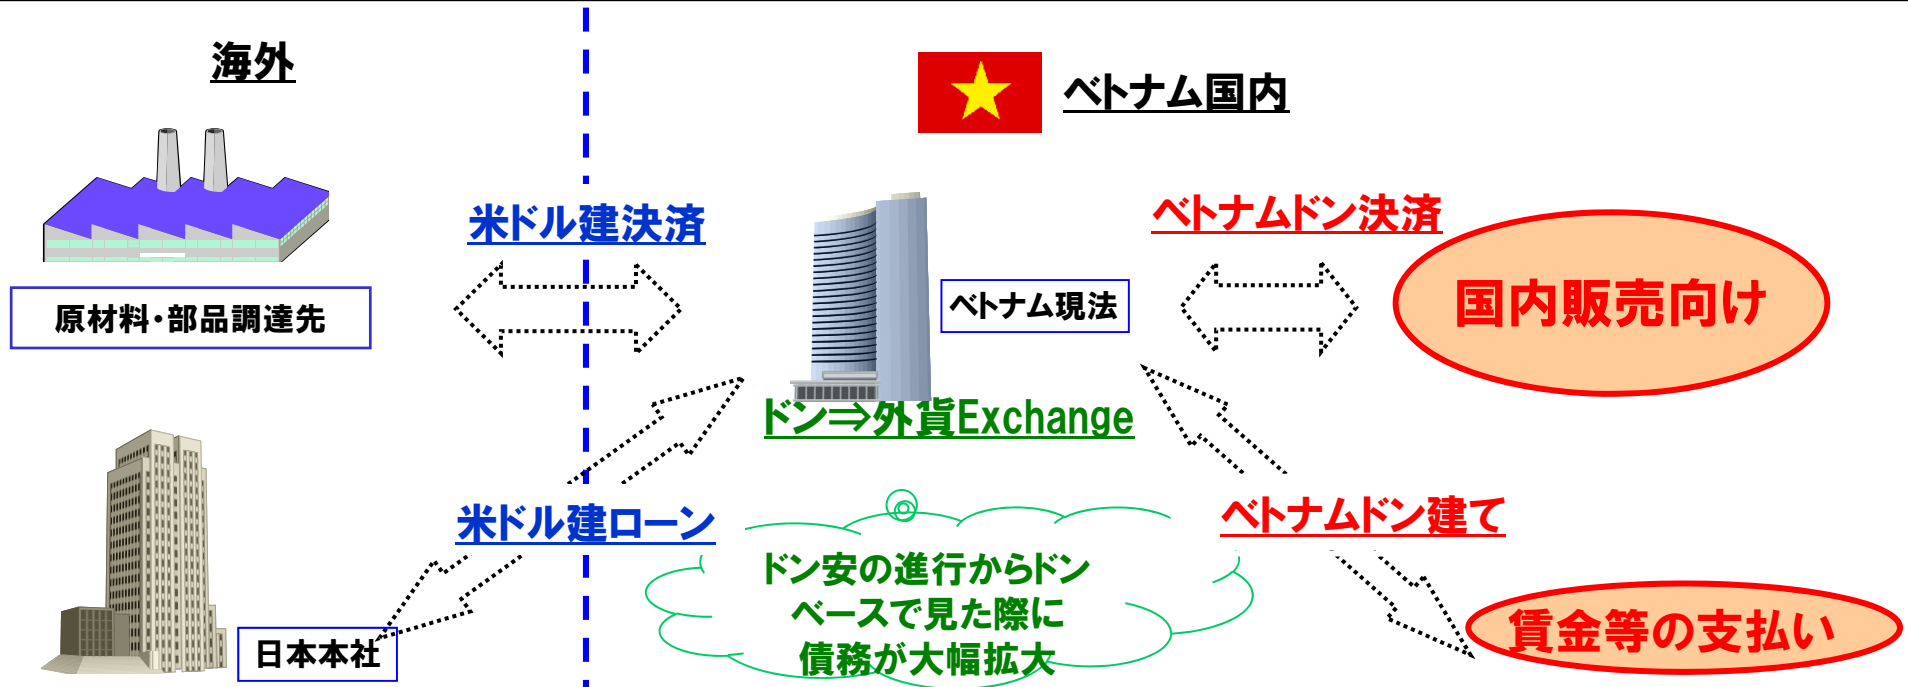 海外
ベトナム国内
米ドル建決済
ベトナムドン決済
原材料・部品調達先
ベトナム現法
国内販売向け
ドン⇒外貨Exchange
米ドル建ローン
ベトナムドン建て
ドン安の進行からドン
ベースで見た際に
債務が大幅拡大
日本本社
賃金等の支払い